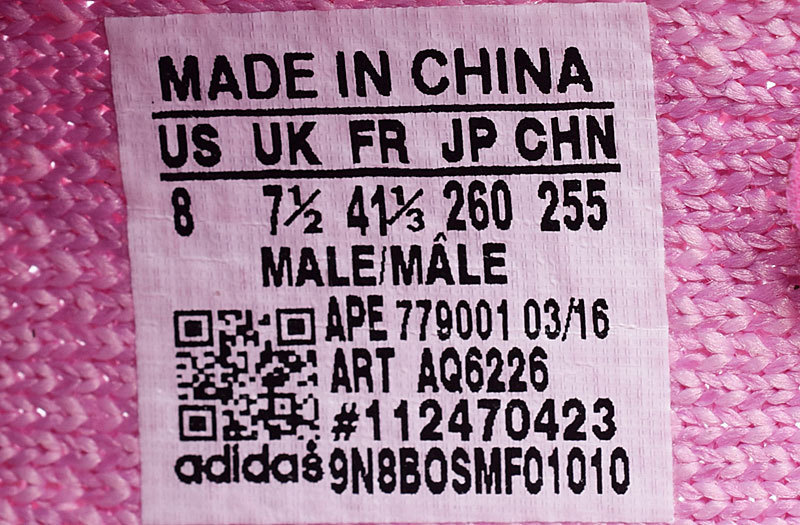 MADE IN CHINA
US UK FR JP CHN
8 7½ 41⅓ 260 255
MALE/MÂLE
APE 779001 03/16
ART AQ6226
#112470423
adidas 9N8BOSMF01010